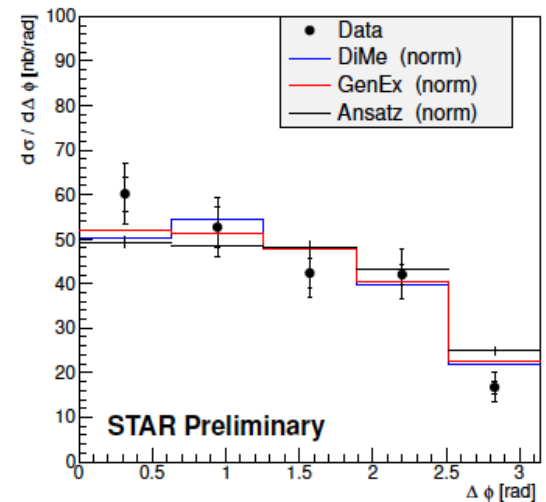 dσ / dΔ ϕ [nb/rad]
100
90
80
70
60
50
40
30
20
10
0
Data
DiMe (norm)
GenEx (norm)
Ansatz (norm)
STAR Preliminary
0 0.5 1 1.5 2 2.5 3
Δ ϕ [rad]